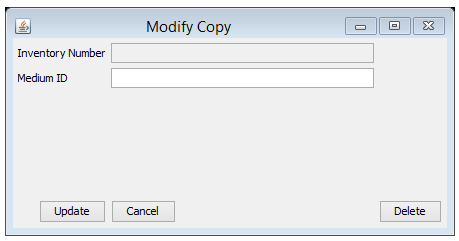 Modify Copy
Inventory Number
Medium ID
Update Cancel Delete